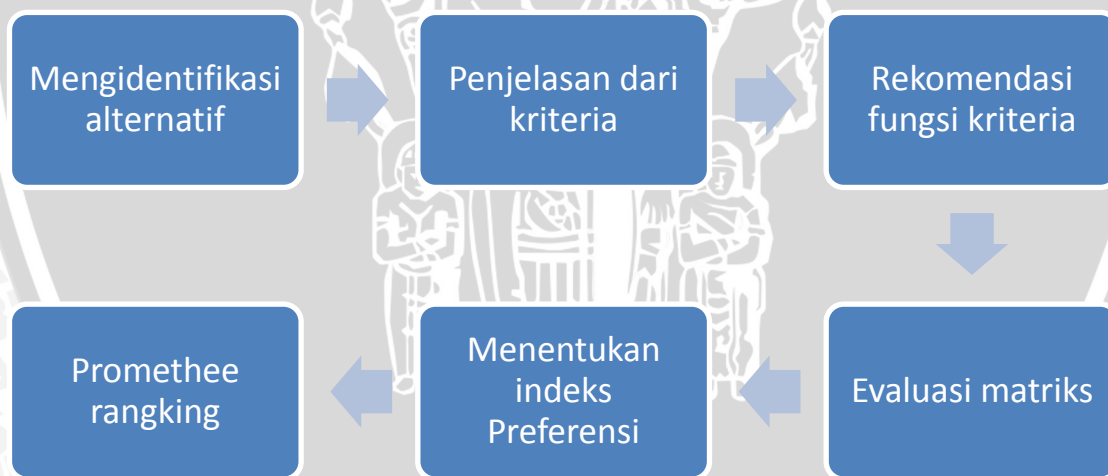 Mengidentifikasi
alternatif
Penjelasan dari
kriteria
Rekomendasi
fungsi kriteria
Evaluasi matriks
Menentukan
indeks
Preferensi
Promethee
rangking